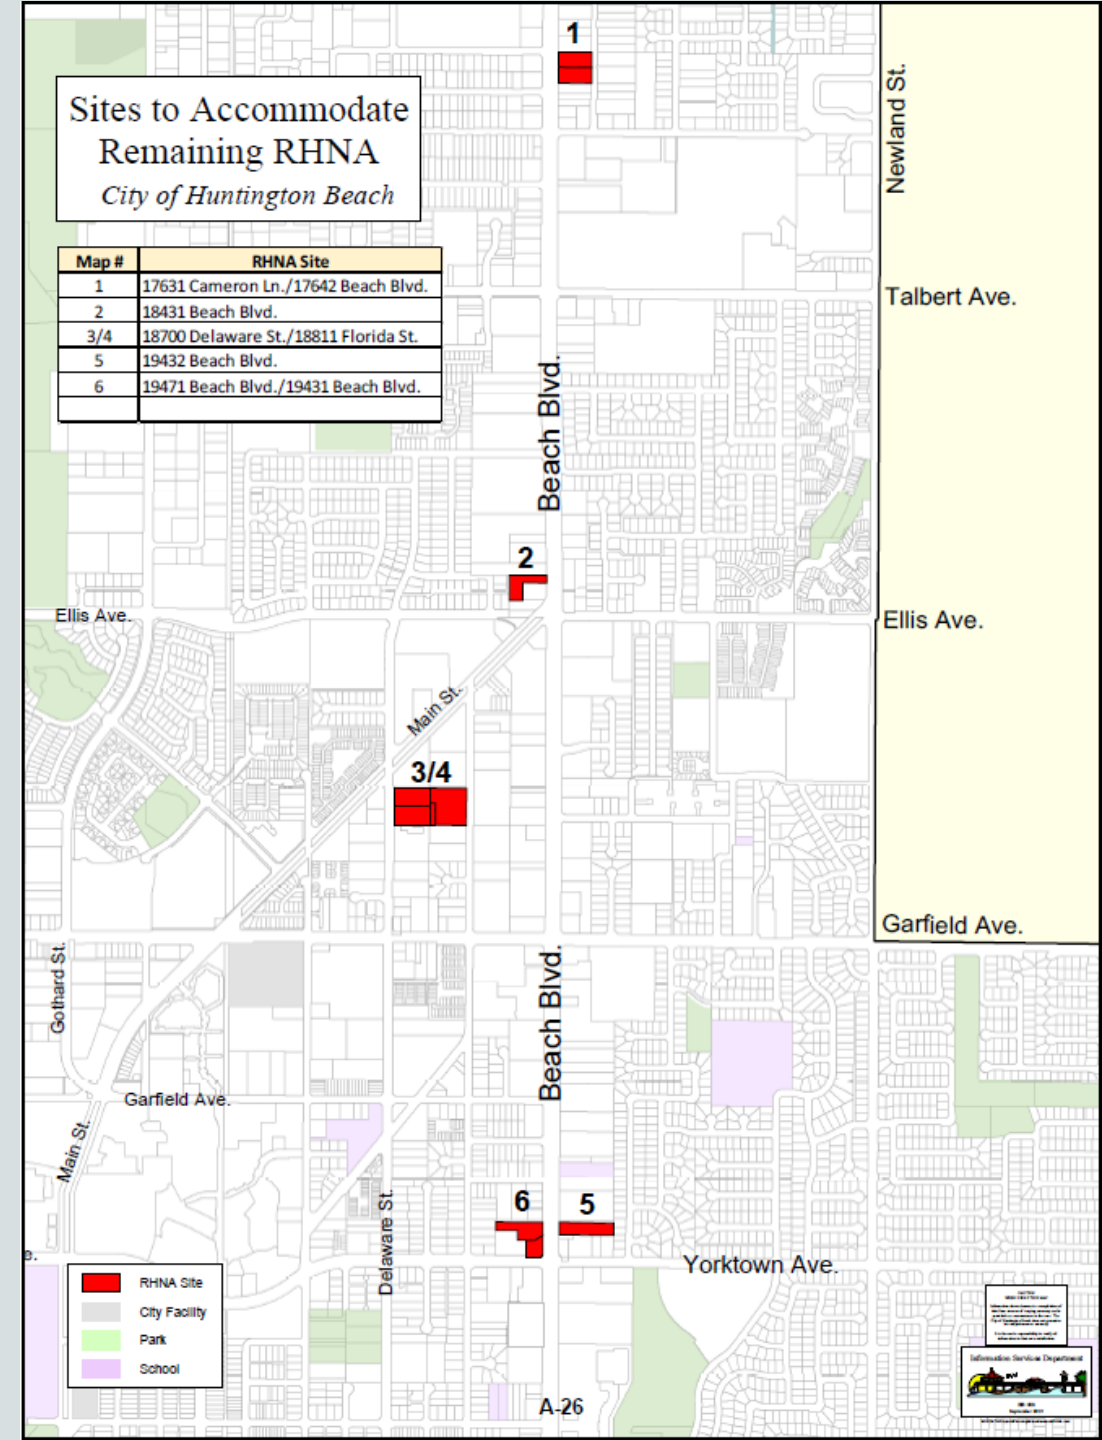 1
Newland St.
Sites to Accommodate
Remaining RHNA
City of Huntington Beach
Map # RHNA Site
1 17631 Cameron Ln./17642 Beach Blvd.
2 18431 Beach Blvd.
3/4 18700 Delaware St./18811 Florida St.
5 19432 Beach Blvd.
6 19471 Beach Blvd./19431 Beach Blvd.
Talbert Ave.
Beach Blvd.
2
Ellis Ave.
Ellis Ave.
Main St.
3/4
Garfield Ave.
Gothard St.
Beach Blvd.
Garfield Ave.
Main St.
6
5
Delaware St.
e.
Yorktown Ave.
RHNA Site
City Facility
Park
School
Information Services Department
A-26